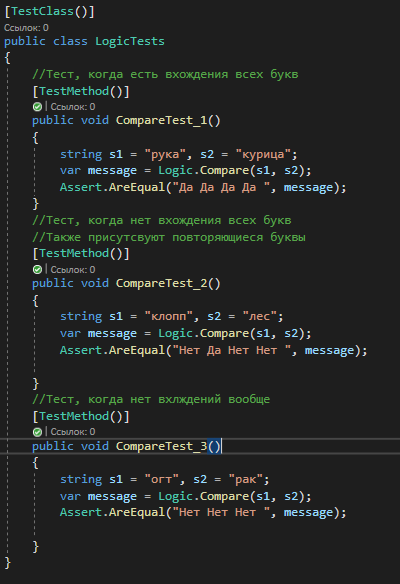 [TestClass()]
Ссылок: 0
public class LogicTests
{
//Тест, когда есть вхождения всех букв
[TestMethod()]
| Ссылок: 0
public void CompareTest_1()
{
string s1 = "рука", s2 = "курица";
var message = Logic.Compare(s1, s2);
Assert.AreEqual("Да Да Да Да ", message);
}
//Тест, когда нет вхождения всех букв
//Также присутсвуют повторяющиеся буквы
[TestMethod()]
| Ссылок: 0
public void CompareTest_2()
{
string s1 = "клопп", s2 = "лес";
var message = Logic.Compare(s1, s2);
Assert.AreEqual("Нет Да Нет Нет ", message);
}
//Тест, когда нет вхлждений вообще
[TestMethod()]
| Ссылок: 0
public void CompareTest_3()
{
string s1 = "огт", s2 = "рак";
var message = Logic.Compare(s1, s2);
Assert.AreEqual("Нет Нет Нет ", message);
}
}